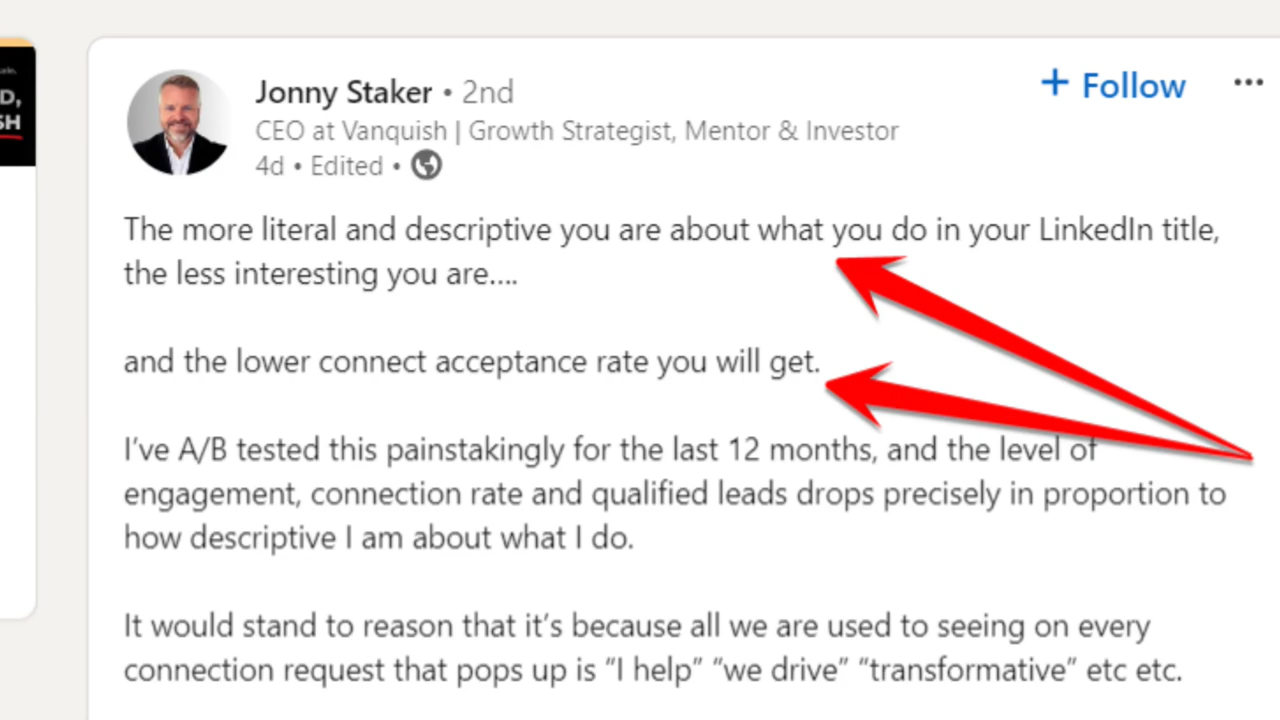 D,
SH
Jonny Staker • 2nd
+ Follow
...
CEO at Vanquish | Growth Strategist, Mentor & Investor
4d • Edited •
The more literal and descriptive you are about what you do in your LinkedIn title,
the less interesting you are....
and the lower connect acceptance rate you will get.
I’ve A/B tested this painstakingly for the last 12 months, and the level of
engagement, connection rate and qualified leads drops precisely in proportion to
how descriptive I am about what I do.
It would stand to reason that it’s because all we are used to seeing on every
connection request that pops up is “I help” “we drive” “transformative” etc etc.